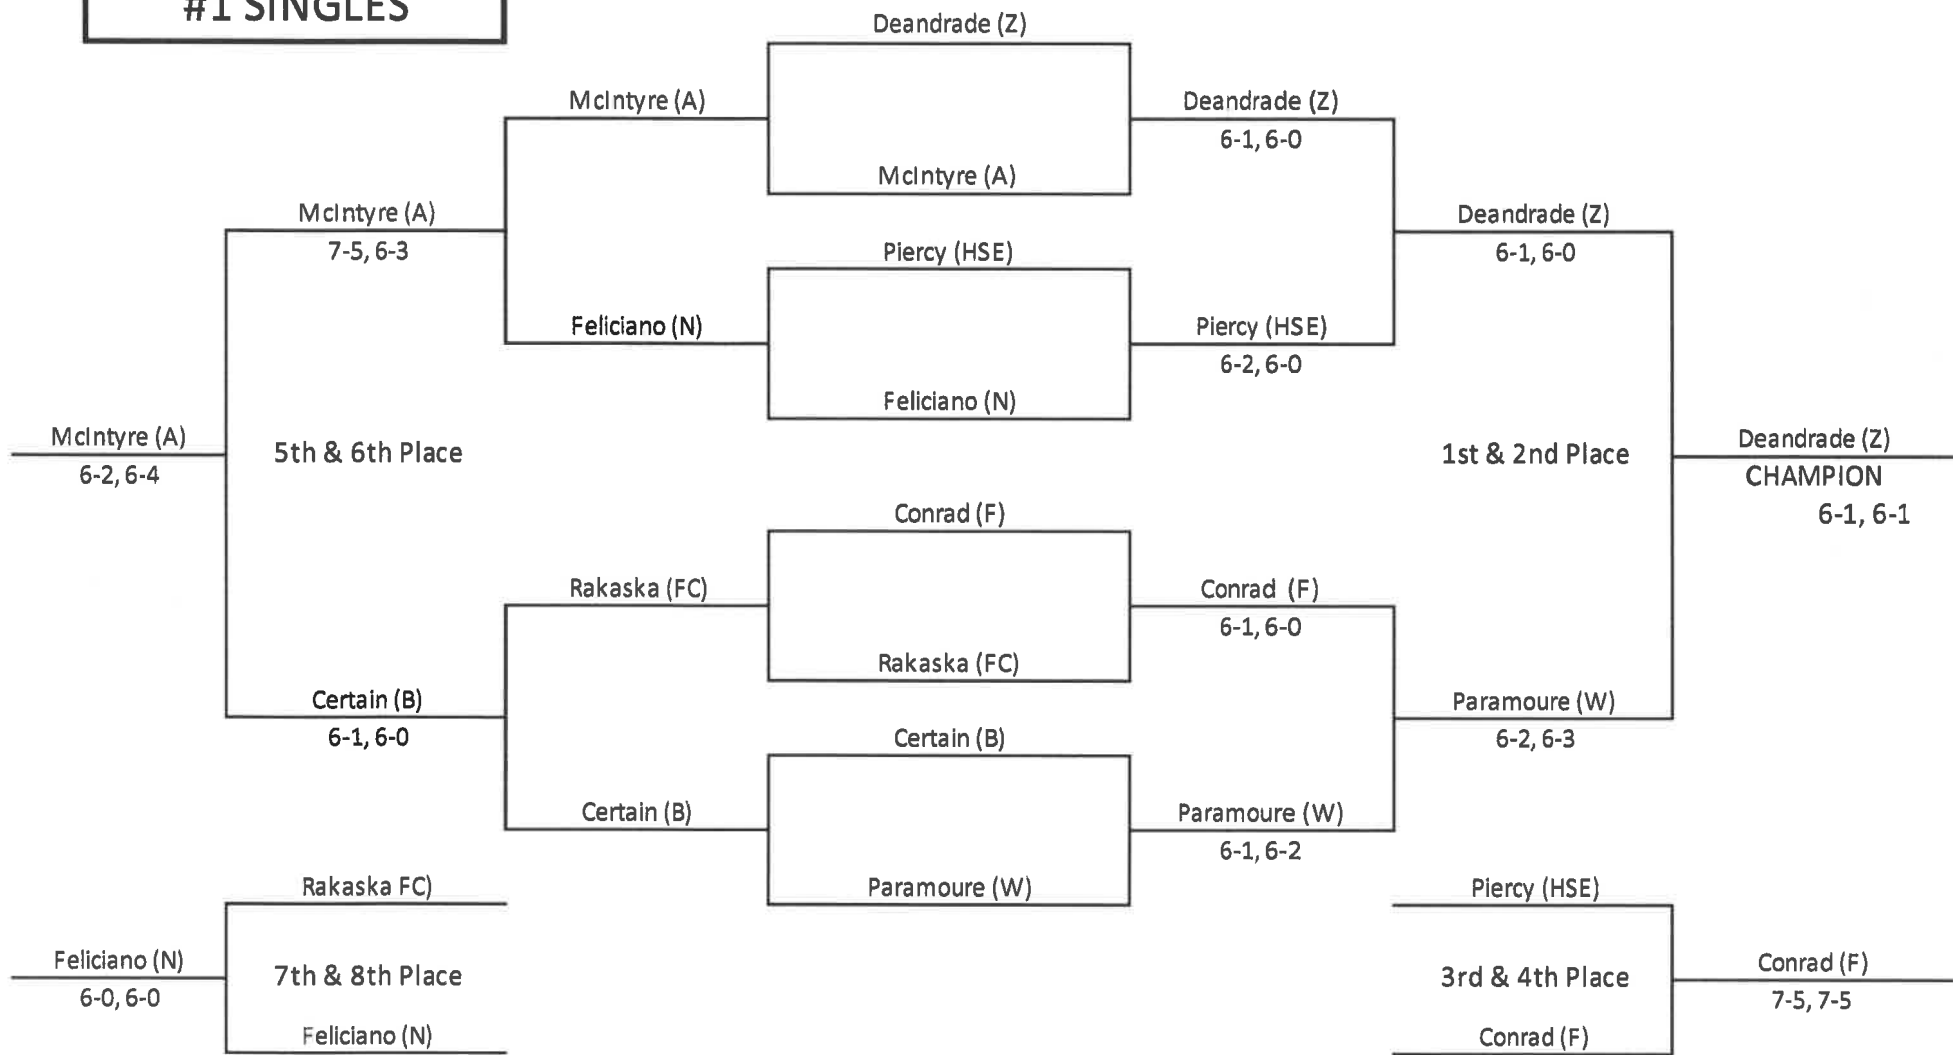 #1 SINGLES
Deandrade (Z)
McIntyre (A)
Deandrade (Z)
6-1, 6-0
McIntyre (A)
McIntyre (A)
7-5, 6-3
Deandrade (Z)
6-1, 6-0
Piercy (HSE)
Feliciano (N)
Piercy (HSE)
6-2, 6-0
Feliciano (N)
McIntyre (A)
6-2, 6-4
5th & 6th Place
1st & 2nd Place
Deandrade (Z)
CHAMPION
6-1, 6-1
Conrad (F)
Rakaska (FC)
Conrad (F)
6-1, 6-0
Rakaska (FC)
Certain (B)
6-1, 6-0
Paramoure (W)
6-2, 6-3
Certain (B)
Certain (B)
Paramoure (W)
6-1, 6-2
Paramoure (W)
Rakaska FC)
Piercy (HSE)
Feliciano (N)
6-0, 6-0
7th & 8th Place
3rd & 4th Place
Conrad (F)
7-5, 7-5
Feliciano (N)
Conrad (F)